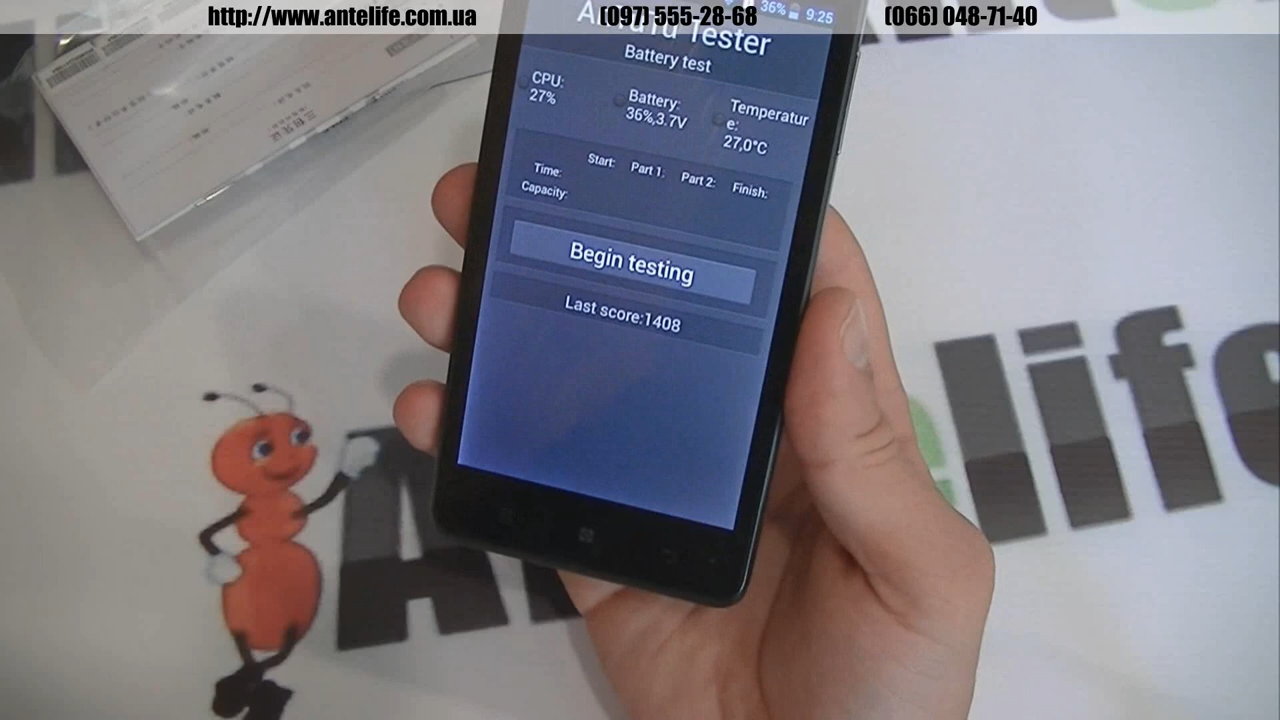 http://www.antelife.com.ua (097) 555-28-68 (066) 048-71-40
36% 9:25
Tester
Battery test
CPU:
27%
Battery:
36%,3.7V
Temperatur
e:
27,0°C
Start: Part 1: Part 2: Finish:
Time:
Capacity:
Begin testing
Last score:1408
Antelife